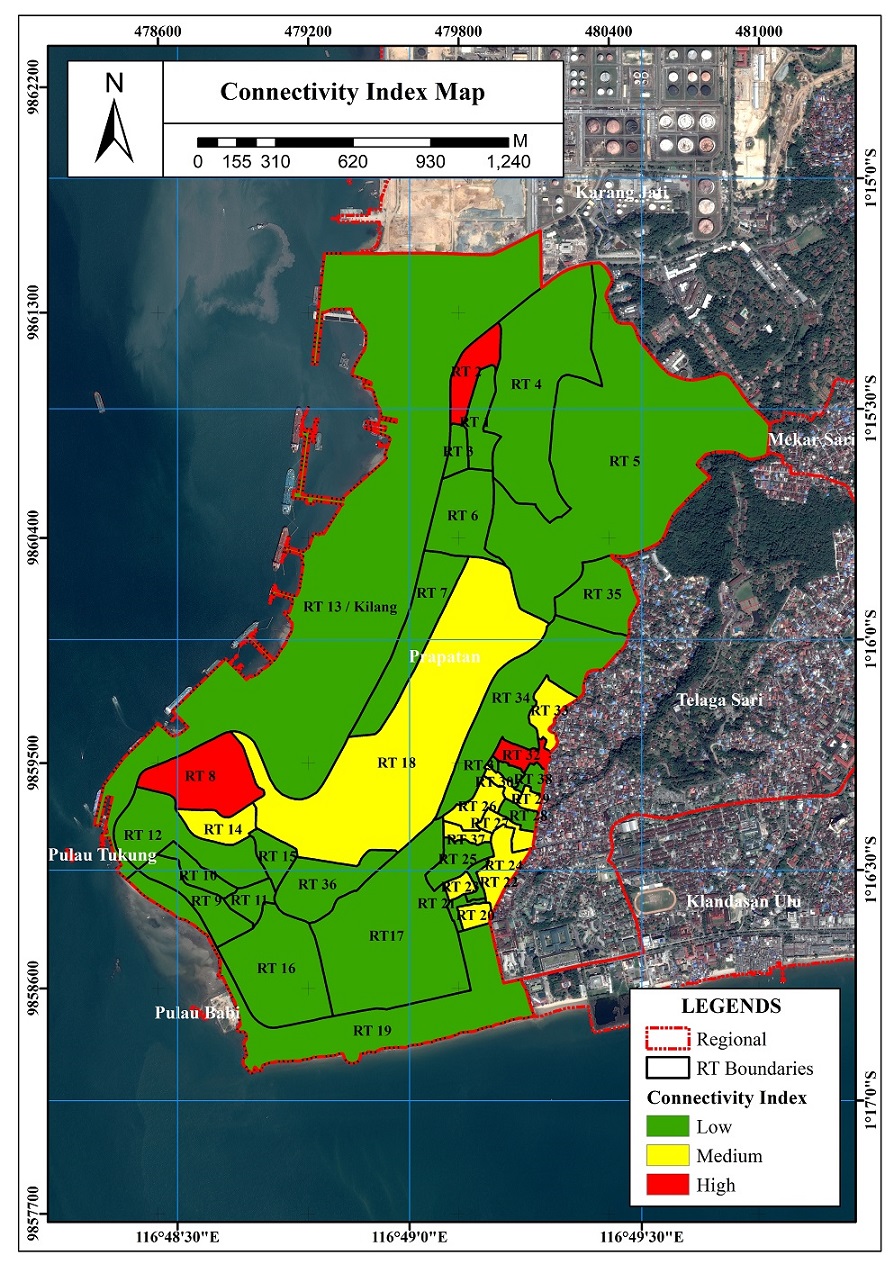 478600 479200 479800 480400 481000
9862200
N
Connectivity Index Map
M
0 155 310 620 930 1,240
1°15'0"S
Karang Jati
9861300
RT 2
RT 4
1°15'30"S
RT 3
Mekar Sari
RT 5
RT 6
9860400
RT 7
RT 35
RT 13 / Kilang
1°16'0"S
Prapatan
RT 34
Telaga Sari
RT 33
9859500
RT 32
RT 18
RT 8
RT 38
RT 30
RT 29
RT 26
RT 28
RT 27
RT 14
RT 12
RT 37
Pulau Tukung
RT 15
RT 25
RT 24
1°16'30"S
RT 10
RT 36
RT 22
RT 9
RT 11
RT 21
RT 20
Klandasan Ulu
RT17
RT 16
9858600
Pulau Babi
RT 19
LEGENDS
Regional
RT Boundaries
Connectivity Index
Low
Medium
High
1°17'0"S
9857700
116°48'30"E 116°49'0"E 116°49'30"E